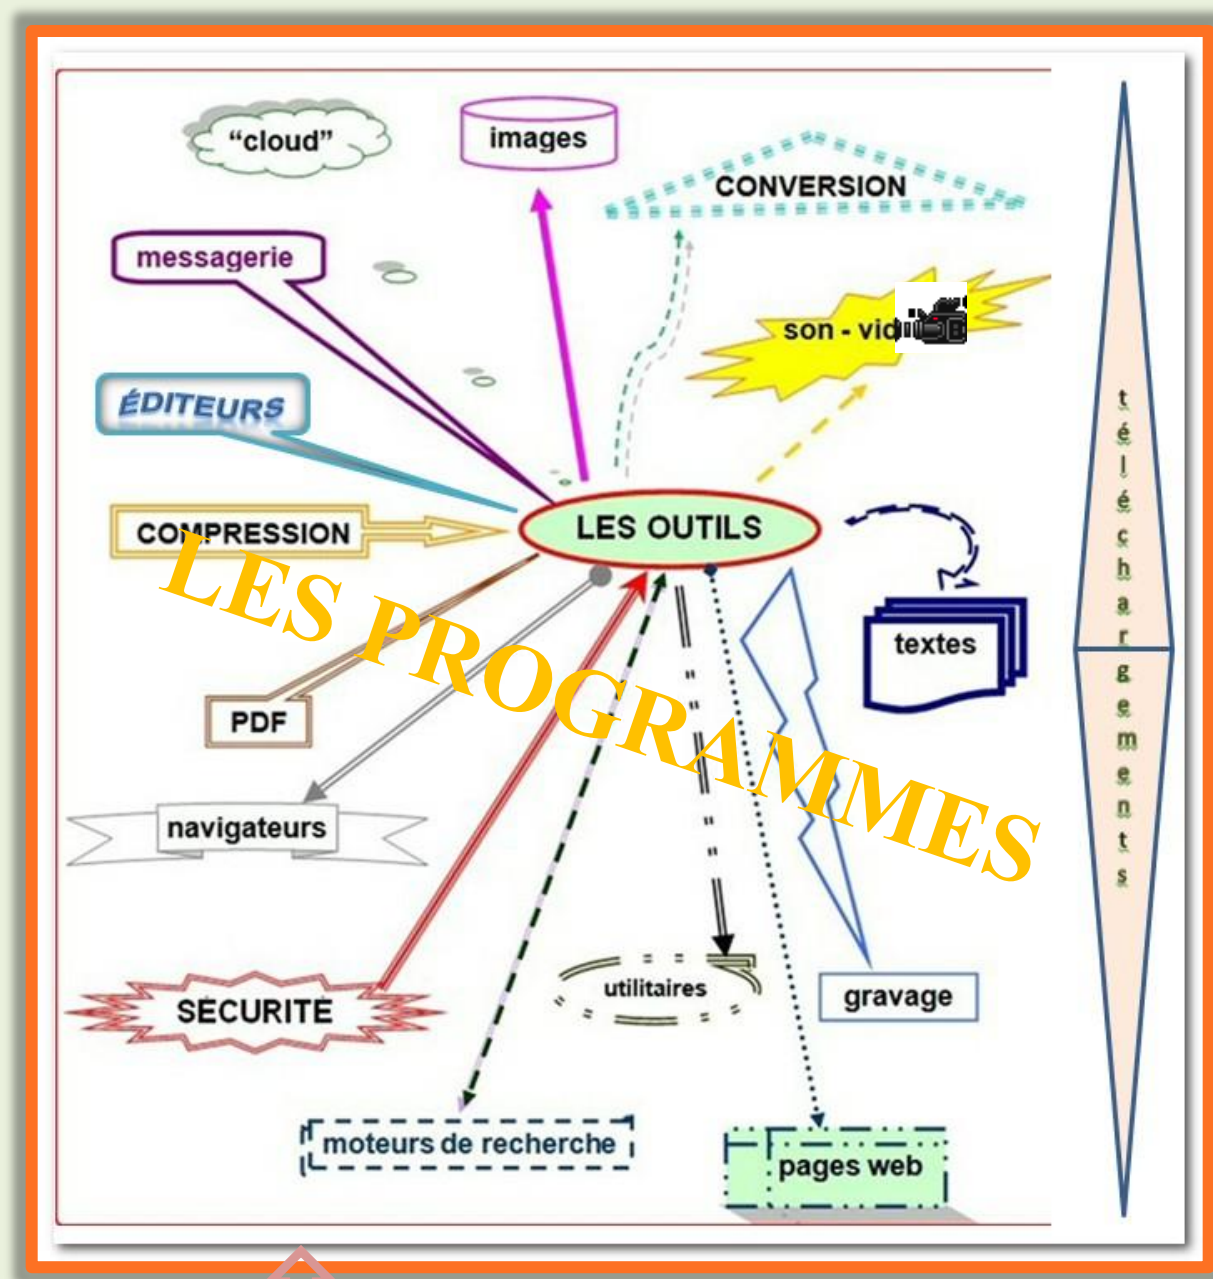 “cloud”
images
CONVERSION
messagerie
son - vid
ÉDITEURS
LES OUTILS
COMPRESSION
textes
PDF
navigateurs
SÉCURITÉ
utilitaires
gravage
moteurs de recherche
pages web
LES PROGRAMMES
téléchargements